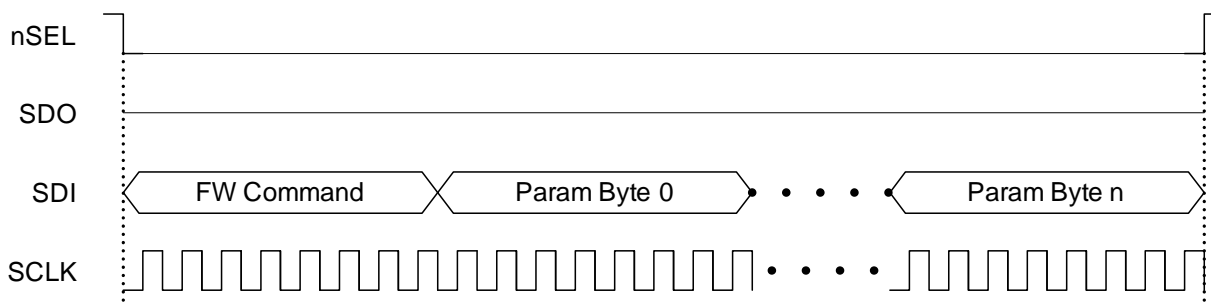 nSEL
SDO
SDI FW Command Param Byte 0 Param Byte n
SCLK